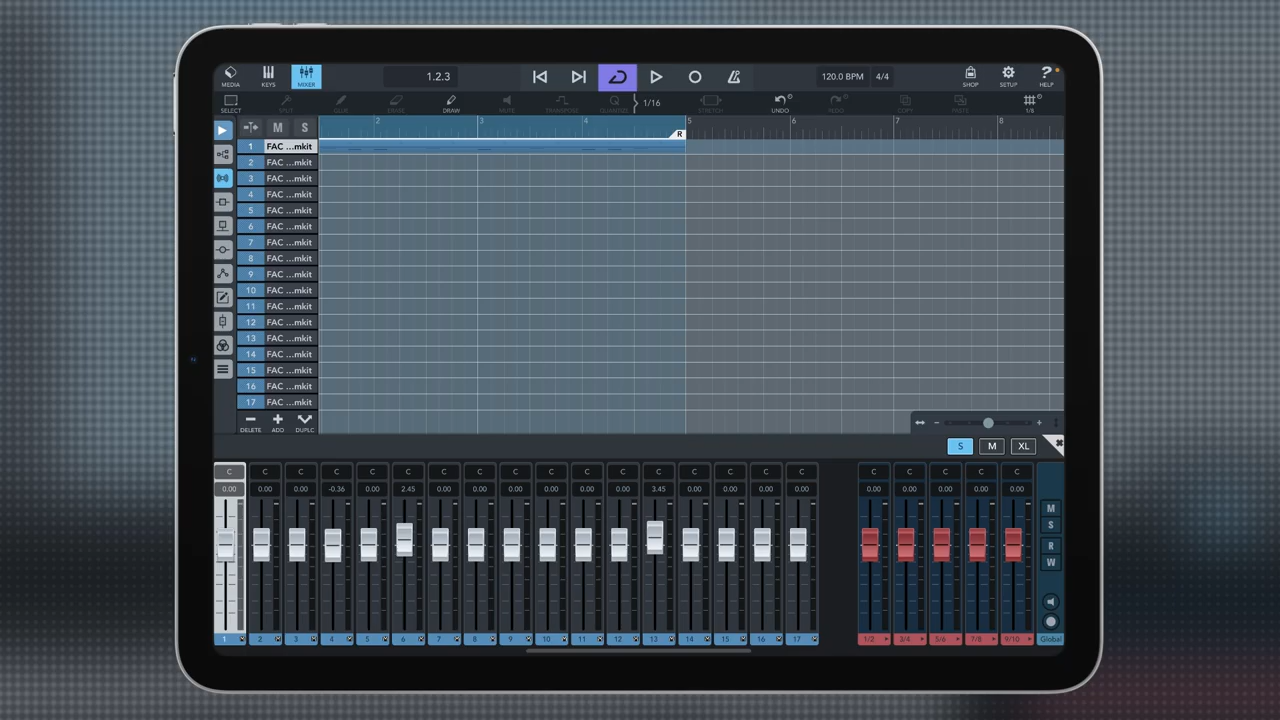 MEDIA KEYS MIXER 1.2.3 120.0 BPM 4/4 SHOP SETUP HELP
SELECT SPLIT GLUE ERASE DRAW MUTE TRANSPOSE QUANTIZE 1/16 STRETCH UNDO REDO COPY PASTE 1/8
M S 2 3 4 5 6 7 8
R
1 FAC ...mkit
2 FAC ...mkit
3 FAC ...mkit
4 FAC ...mkit
5 FAC ...mkit
6 FAC ...mkit
7 FAC ...mkit
8 FAC ...mkit
9 FAC ...mkit
10 FAC ...mkit
11 FAC ...mkit
12 FAC ...mkit
13 FAC ...mkit
14 FAC ...mkit
15 FAC ...mkit
16 FAC ...mkit
17 FAC ...mkit
DELETE ADD DUPLC
S M XL
C C C C C C C C C C C C C C C C C C C C C C
0.00 0.00 0.00 -0.36 0.00 2.45 0.00 0.00 0.00 0.00 0.00 0.00 3.45 0.00 0.00 0.00 0.00 0.00 0.00 0.00 0.00 0.00
M
S
R
W
1 2 3 4 5 6 7 8 9 10 11 12 13 14 15 16 17 1/2 3/4 5/6 7/8 9/10 Global